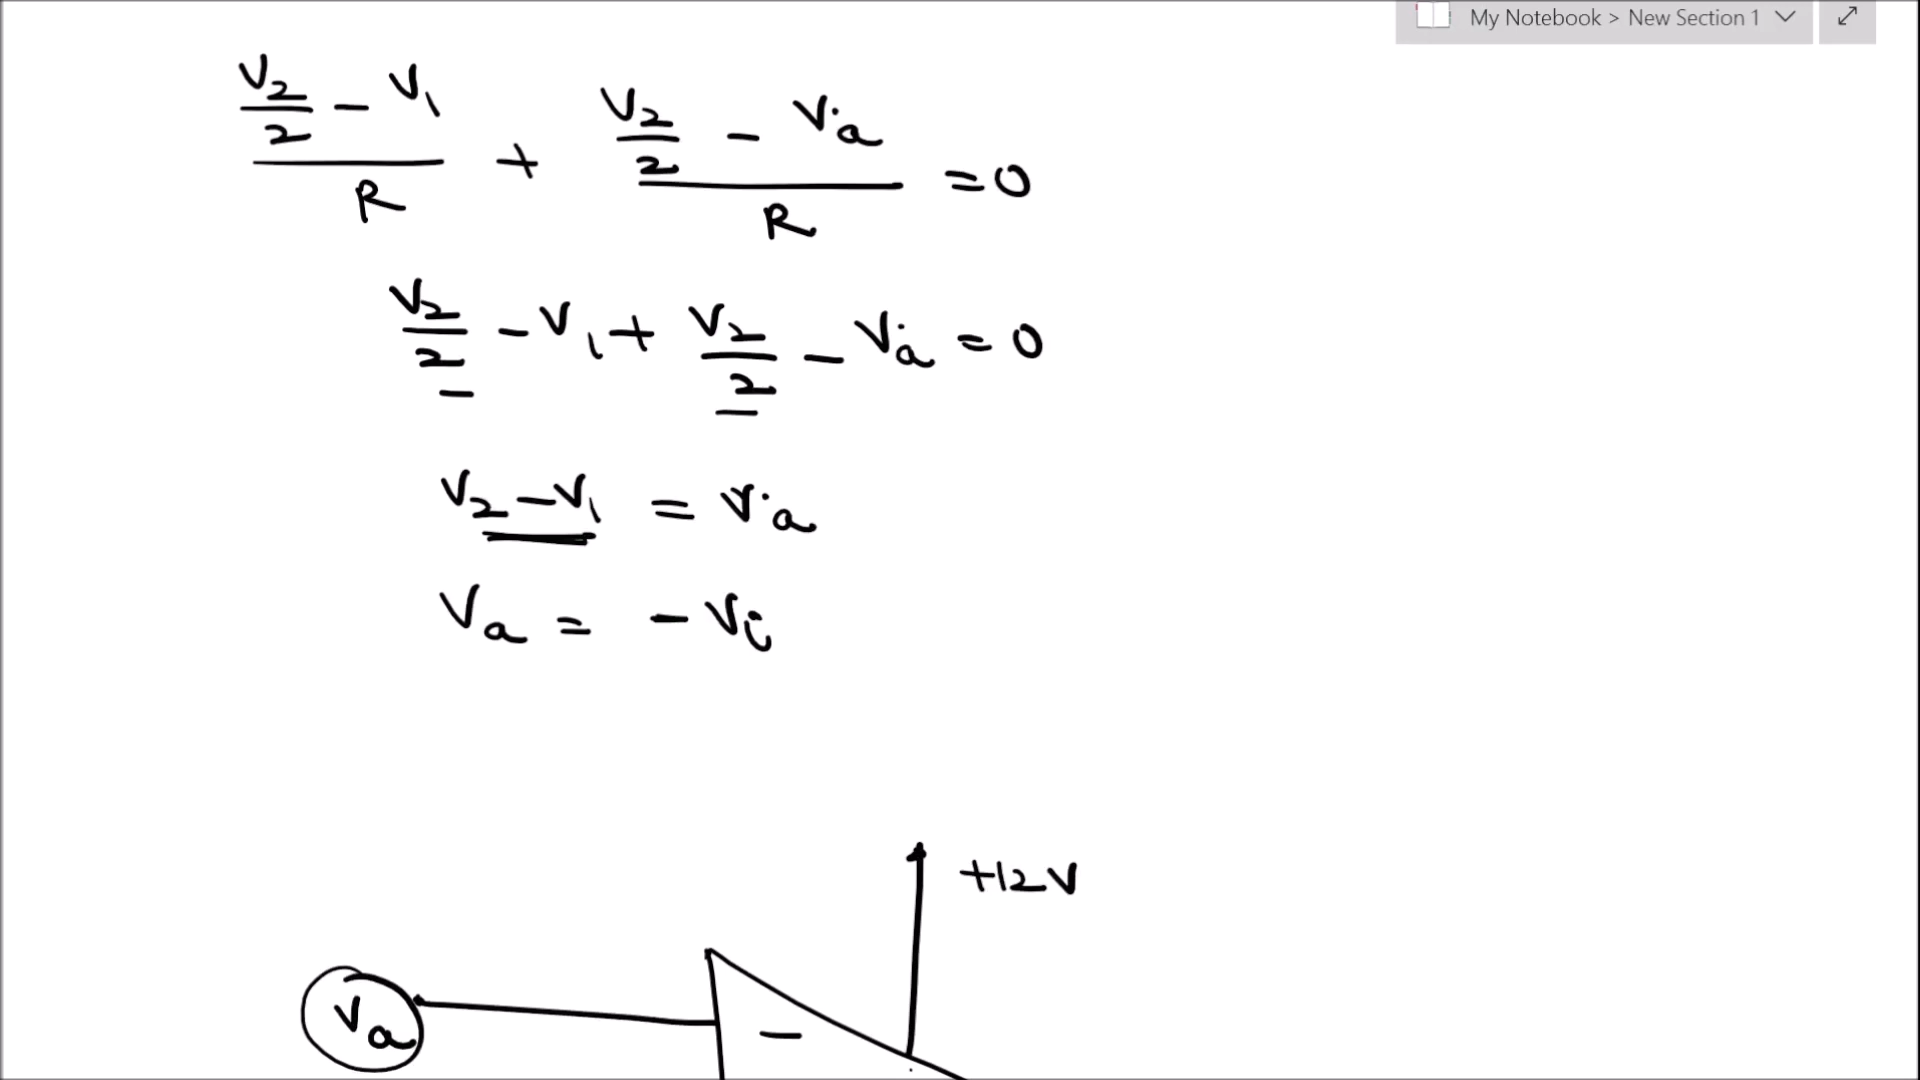 My Notebook > New Section 1
(V₂/2 - V₁)/R + (V₂/2 - Va)/R = 0
V₂/2 - V₁ + V₂/2 - Va = 0
V₂ - V₁ = Va
Va = - Vi
+12V
Va
-